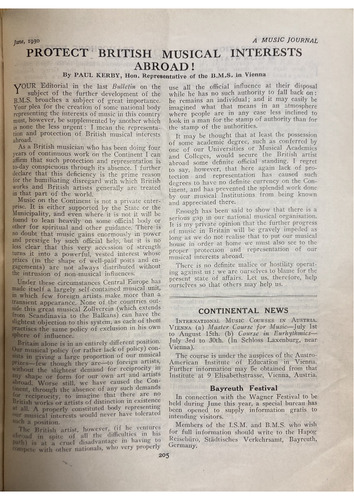 June, 1930
A MUSIC JOURNAL
PROTECT BRITISH MUSICAL INTERESTS
ABROAD!
By PAUL KERBY, Hon. Representative of the B.M.S. in Vienna
YOUR Editorial in the last Bulletin on the
subject of the further development of the
B.M.S. broaches a subject of great importance.
Your plea for the creation of some national body
representing the interests of music in this country
must, however, be supplemented by another which
is none the less urgent: I mean the representa-
tion and protection of British musical interests
abroad.
As a British musician who has been doing four
years of continuous work on the Continent I can
affirm that such protection and representation is
to-day conspicuous through its absence. I further
declare that this deficiency is the prime reason
for the humiliating disregard with which British
works and British artists generally are treated
in that part of the world.
Music on the Continent is not a private enter-
prise. It is either supported by the State or the
Municipality, and even where it is not it will be
found to lean heavily on some official body or
other for spiritual and other guidance. There is
no doubt that music gains enormously in power
and prestige by such official help; but it is no
less clear that this very accession of strength
turns it into a powerful, vested interest whose
prizes (in the shape of well-paid posts and en-
gagements) are not always distributed without
the intrusion of non-musical influences.
Under these circumstances Central Europe has
made itself a largely self-contained musical unit,
in which few foreign artists make more than a
transient appearance. None of the countries out-
side this great musical Zollverein (which extends
from Scandinavia to the Balkans) can have the
slightest objection to this system, as each of them
practises the same policy of exclusion in his own
sphere of influence.
Britain alone is in an entirely different position.
Her musical policy (or rather lack of policy) con-
sists in giving a large proportion of our musical
prizes—fees though they are—to foreign artists,
without the slightest demand for reciprocity in
any shape or form for our own art and artists
abroad. Worse still, we have caused the Con-
tinent, through the absence of any such demands
for reciprocity, to imagine that there are no
British works or artists of distinction in existence
at all. A properly constituted body representing
our musical interests would never have tolerated
such a position.
The British artist, however, (if he ventures
abroad in spite of all the difficulties in his
path) is at a cruel disadvantage in having to
compete with other nationals, who very properly
use all the official influence at their disposal
while he has no such authority to fall back on:
he remains an individual; and it may easily be
imagined what that means in an atmosphere
where people are in any case less inclined to
look in a man for the stamp of authority than for
the stamp of the authorities.
It may be thought that at least the possession
of some academic degree, such as conferred by
one of our Universities or Musical Academies
and Colleges, would secure the British artist
abroad some definite official standing. I regret
to say, however, that here again lack of pro-
tection and representation has caused such
degrees to have no definite currency on the Con-
tinent, and has prevented the splendid work done
by our musical Institutions from being known
and appreciated there.
Enough has been said to show that there is a
serious gap in our national musical organisation.
It is my private opinion that the further progress
of music in Britain will be gravely impeded as
long as we do not realise that to put our musical
house in order at home we must also see to the
proper protection and representation of our
musical interests abroad.
There is no definite malice or hostility operat-
ing against us; we are ourselves to blame for the
present state of affairs. Let us, therefore, help
ourselves so that others may help us.
CONTINENTAL NEWS
INTERNATIONAL MUSIC COURSES IN AUSTRIA.
VIENNA (a) Master Course for Music—July 1st
to August 15th. (b) Course in Eurhythmics—
July 3rd to 30th. (In Schloss Laxenburg, near
Vienna).
The course is under the auspices of the Austro-
American Institute of Education in Vienna.
Further information may be obtained from that
Institute at 9 Elisabethstrasse, Vienna, Austria.
Bayreuth Festival
In connection with the Wagner Festival to be
held during June this year, a special bureau has
been opened to supply information gratis to
intending visitors.
Members of the I.S.M. and B.M.S. who wish
for full information should write to the Hapag
Reisebüro, Städtisches Verkehrsamt, Bayreuth,
Germany.
205